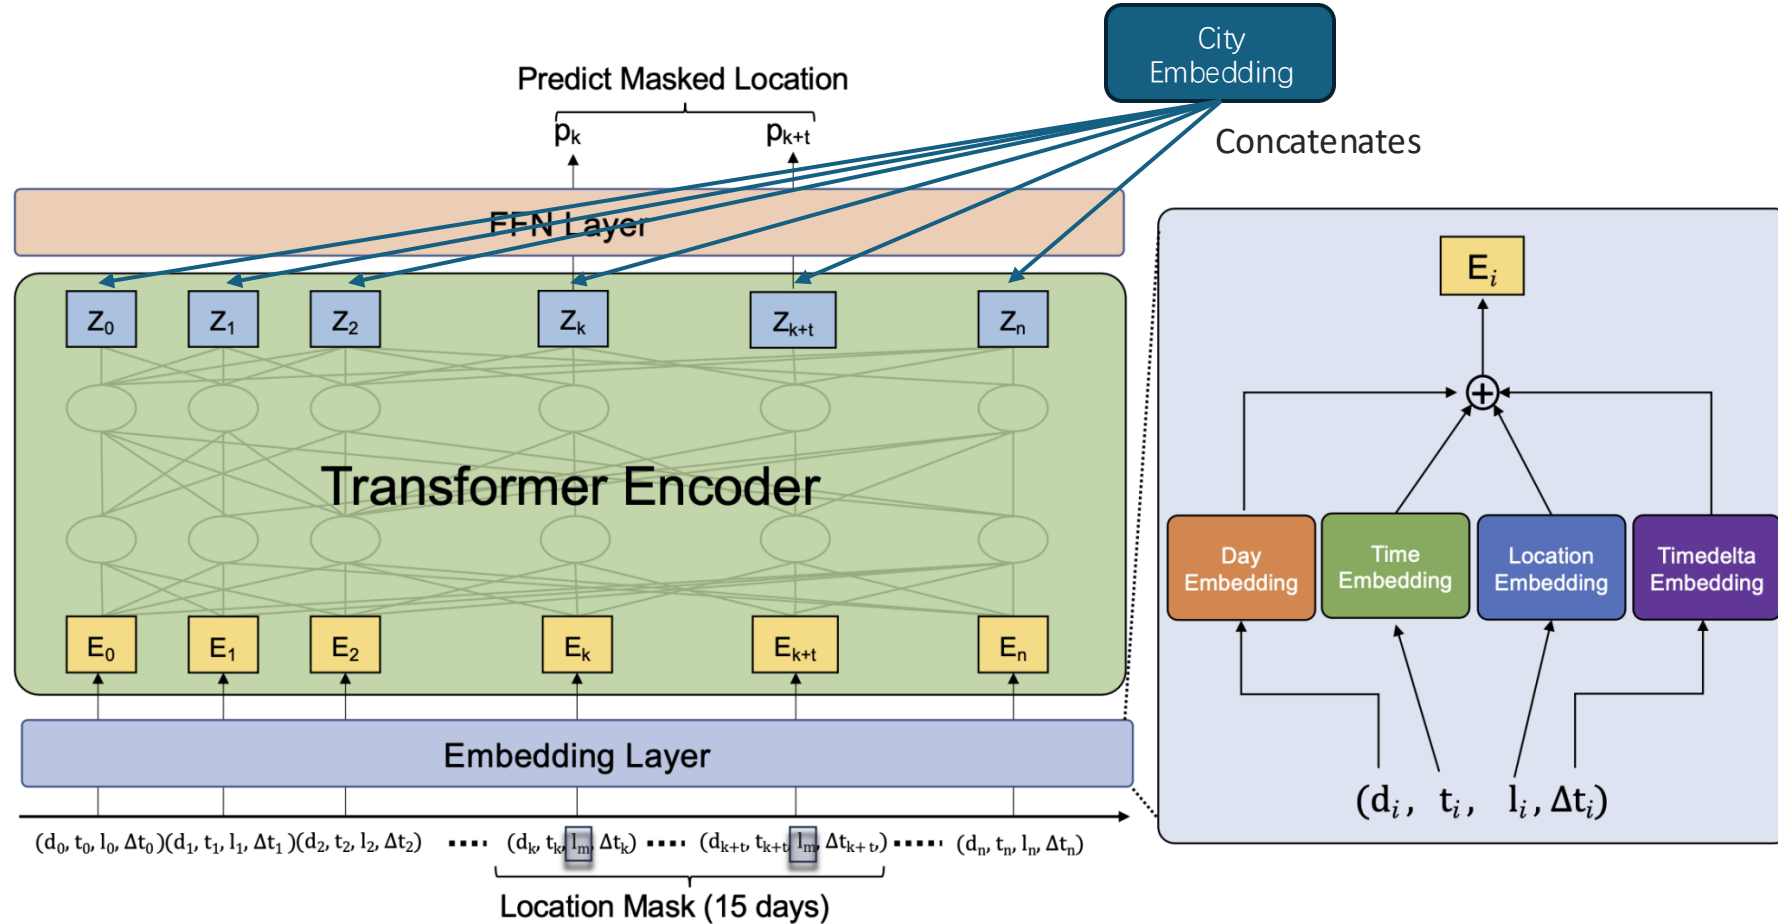 City
Embedding
Concatenates
Predict Masked Location
pk
pk+t
FFN Layer
Z0
Z1
Z2
Zk
Zk+t
Zn
Transformer Encoder
E0
E1
E2
Ek
Ek+t
En
Embedding Layer
(d0, t0, l0, Δt0)(d1, t1, l1, Δt1)(d2, t2, l2, Δt2) ····· (dk, tk, lm, Δtk) ····· (dk+t, tk+t, lm, Δtk+t,) ······ (dn, tn, ln, Δtn)
Location Mask (15 days)
Ei
+
Day
Embedding
Time
Embedding
Location
Embedding
Timedelta
Embedding
(di, ti, li, Δti)